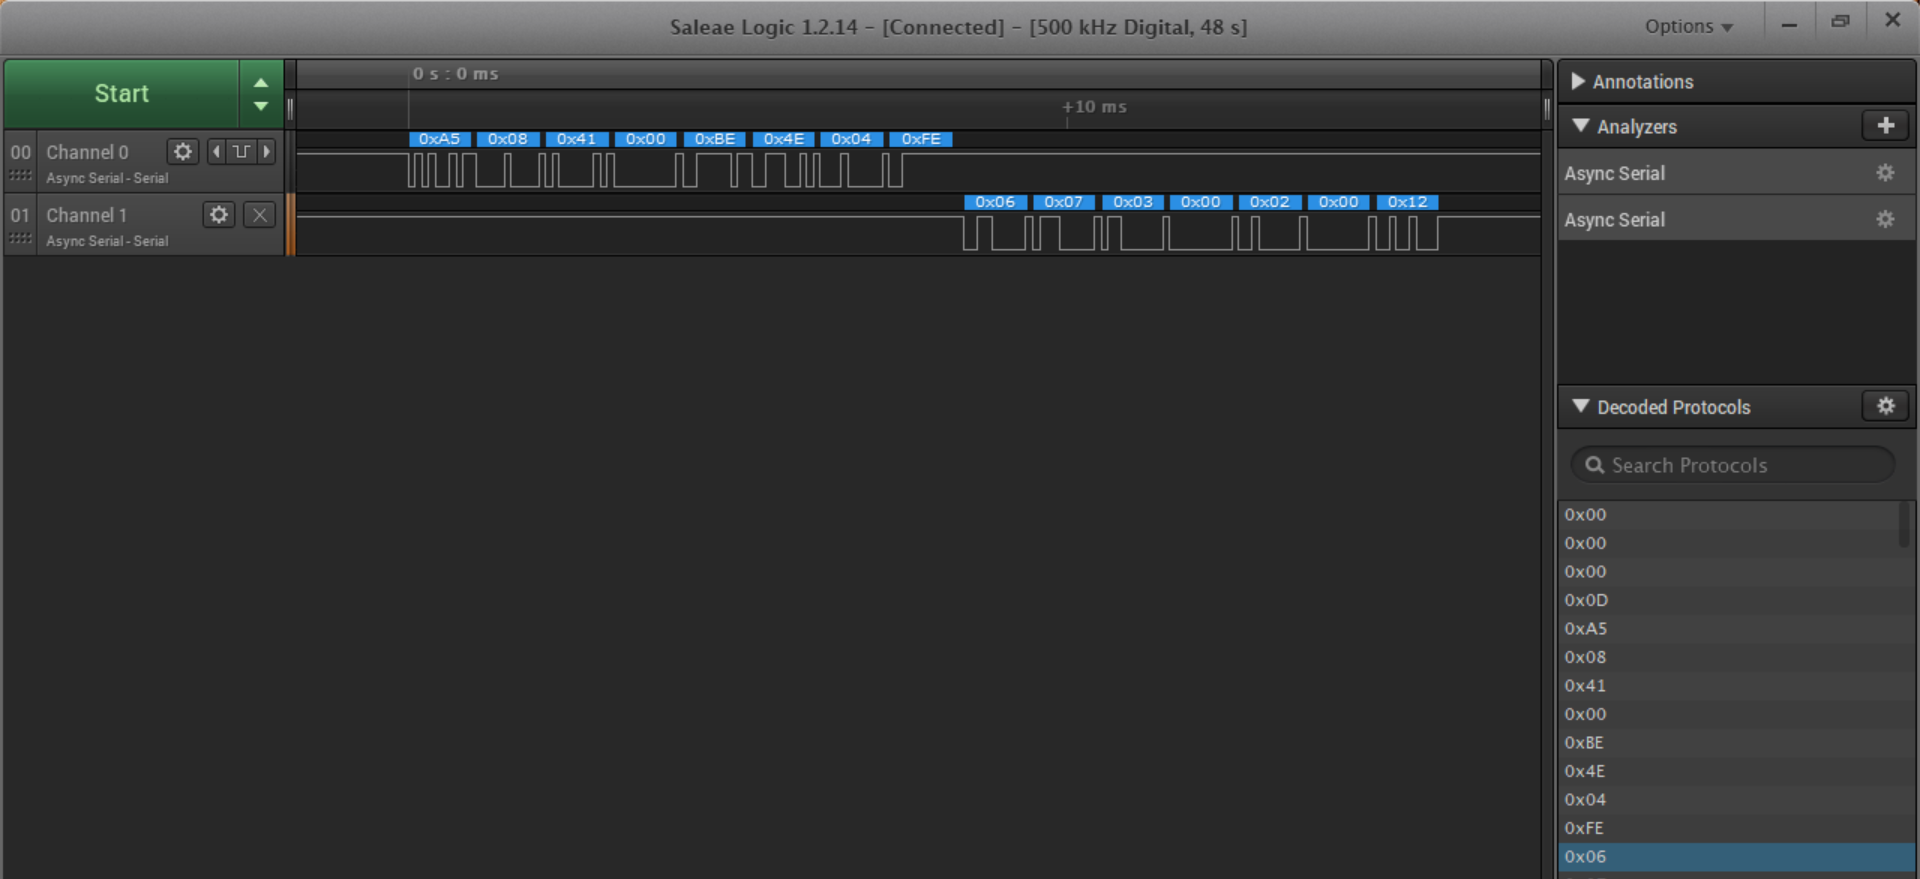 Saleae Logic 1.2.14 - [Connected] - [500 kHz Digital, 48 s]
Options
Start
0 s : 0 ms
+10 ms
00 Channel 0
Async Serial - Serial
0xA5 0x08 0x41 0x00 0xBE 0x4E 0x04 0xFE
01 Channel 1
Async Serial - Serial
0x06 0x07 0x03 0x00 0x02 0x00 0x12
Annotations
Analyzers
Async Serial
Async Serial
Decoded Protocols
Search Protocols
0x00
0x00
0x00
0x0D
0xA5
0x08
0x41
0x00
0xBE
0x4E
0x04
0xFE
0x06